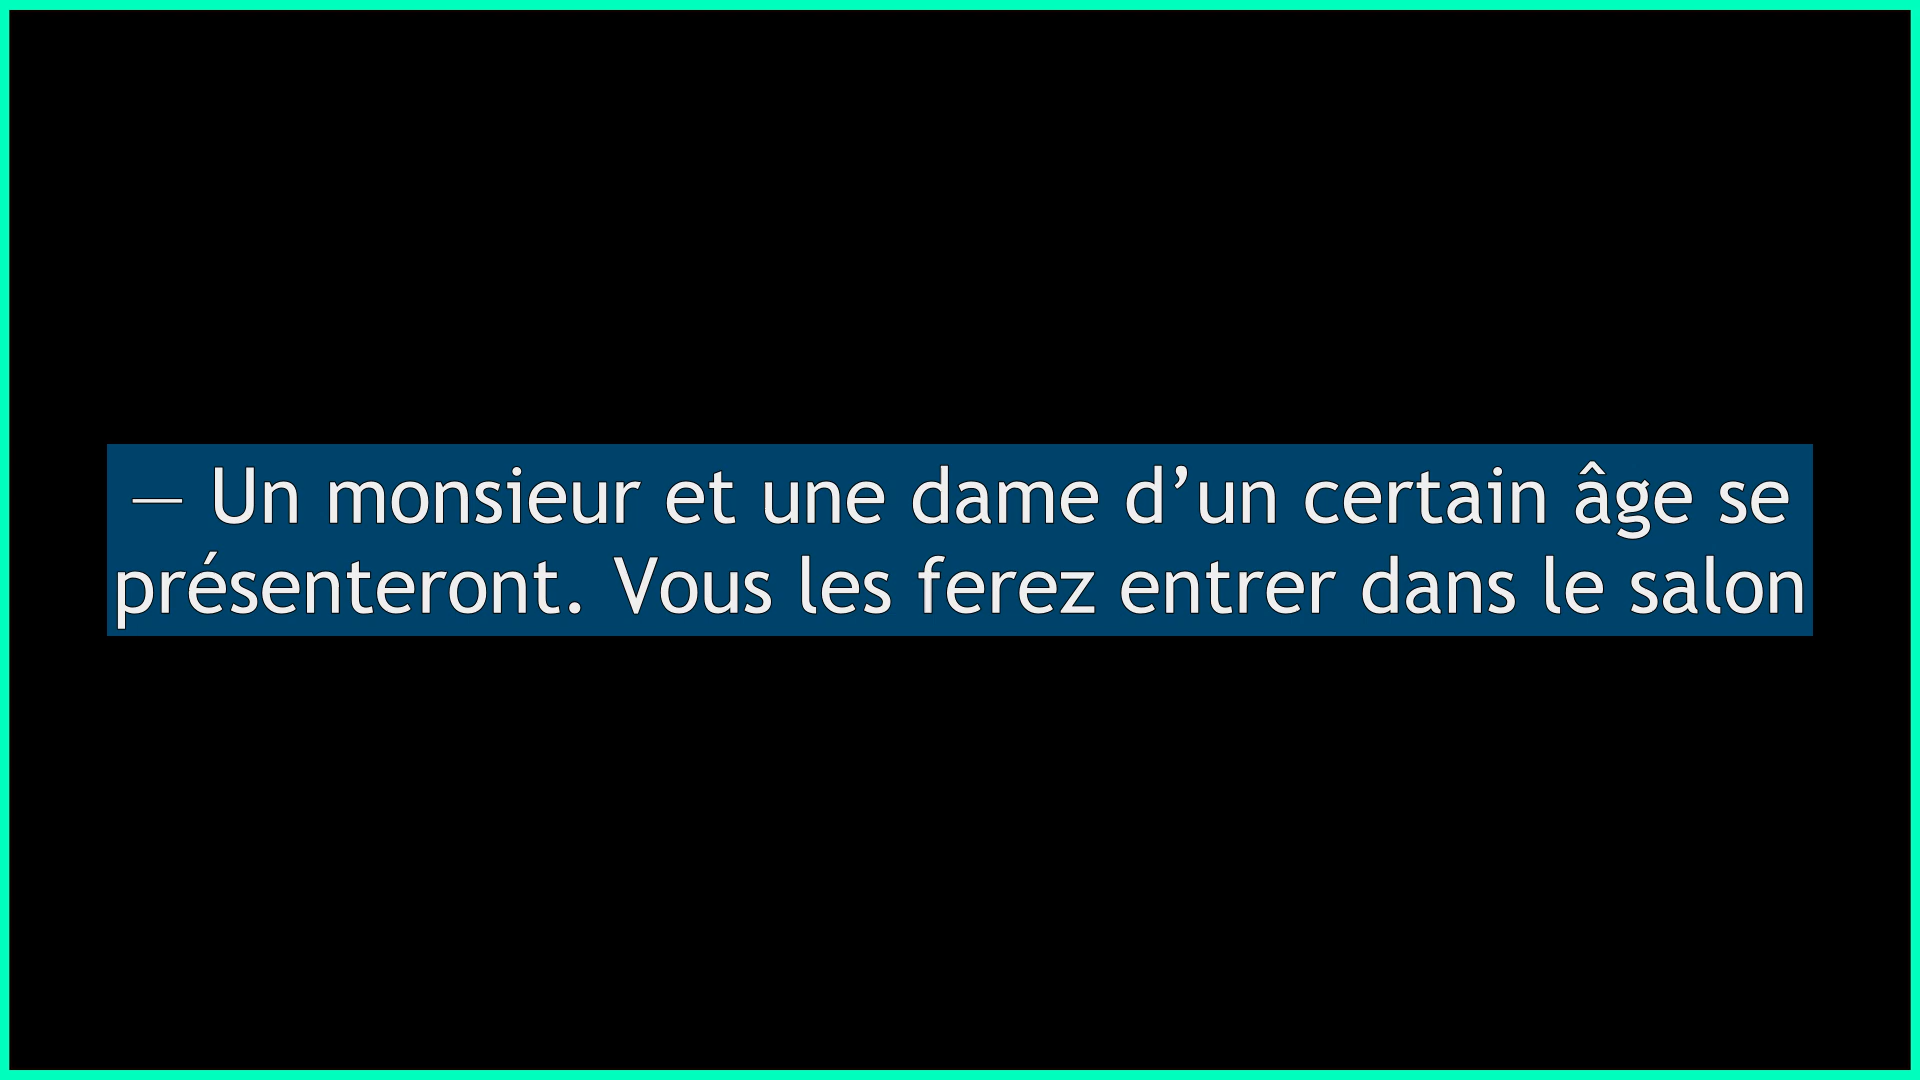 — Un monsieur et une dame d’un certain âge se
présenteront. Vous les ferez entrer dans le salon